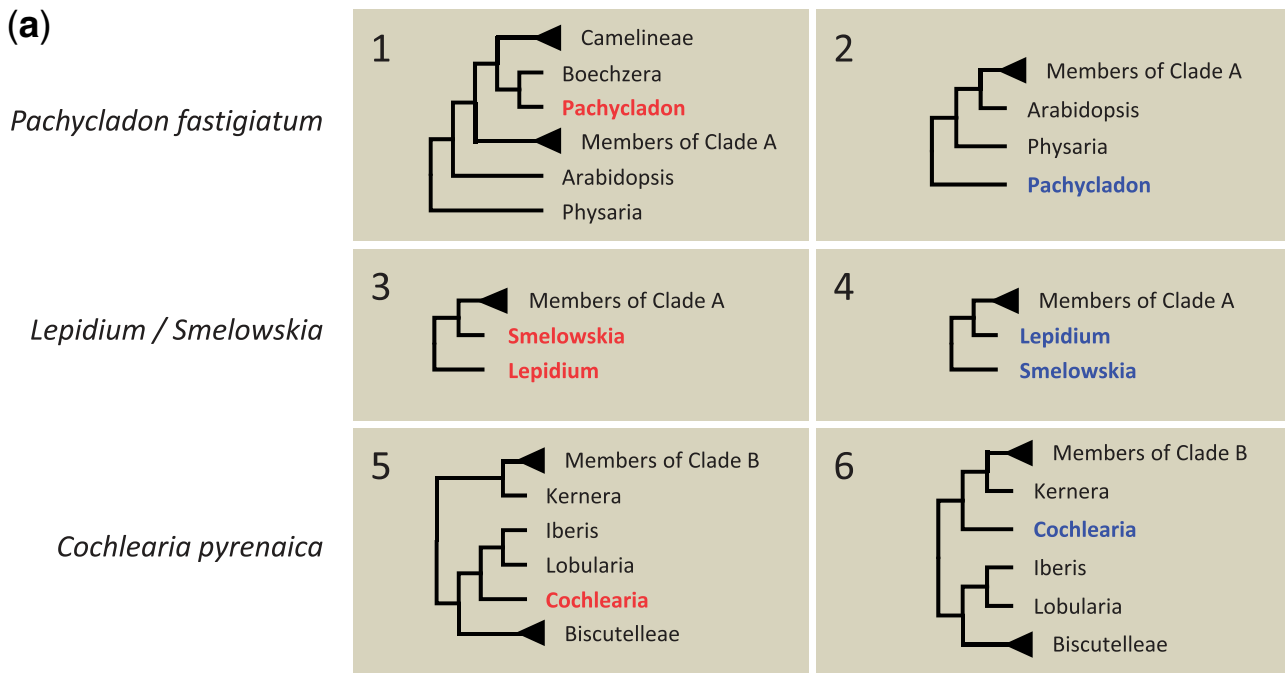 (a)
Pachycladon fastigiatum
1
Camelineae
Boechzera
Pachycladon
Members of Clade A
Arabidopsis
Physaria
2
Members of Clade A
Arabidopsis
Physaria
Pachycladon
Lepidium / Smelowskia
3
Members of Clade A
Smelowskia
Lepidium
4
Members of Clade A
Lepidium
Smelowskia
Cochlearia pyrenaica
5
Members of Clade B
Kernera
Iberis
Lobularia
Cochlearia
Biscutelleae
6
Members of Clade B
Kernera
Cochlearia
Iberis
Lobularia
Biscutelleae